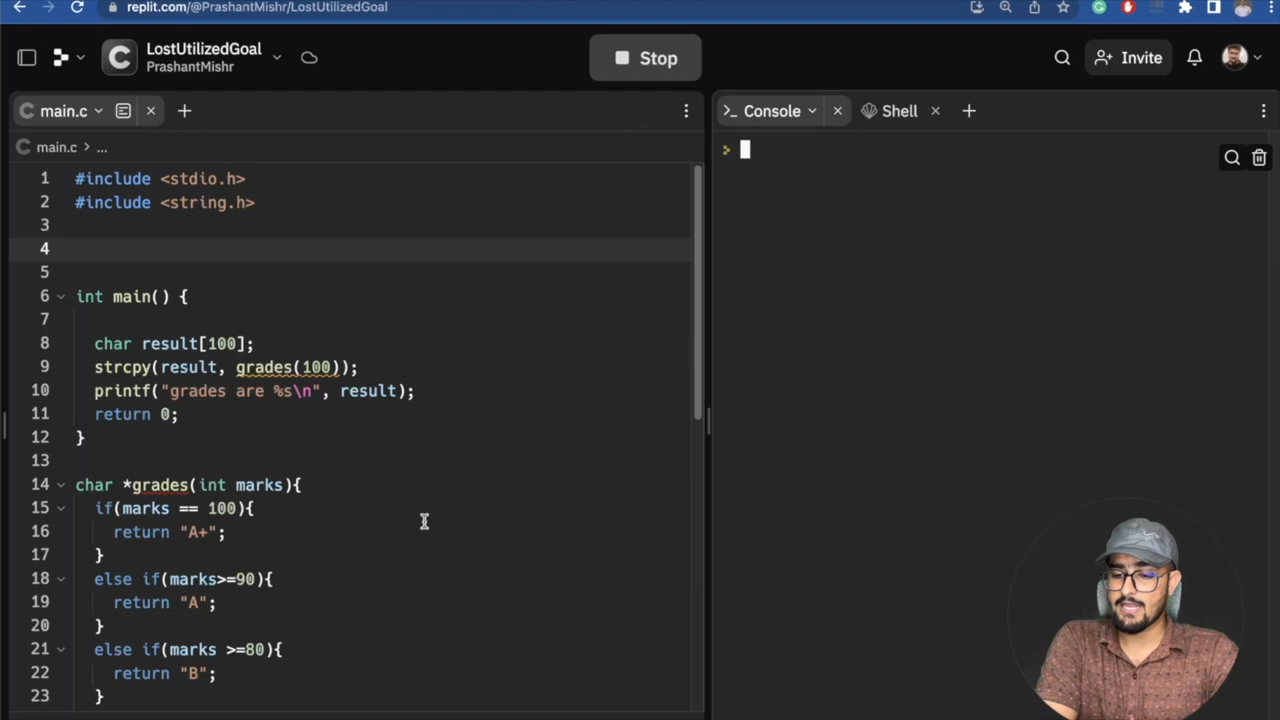 replit.com/@PrashantMishr/LostUtilizedGoal
LostUtilizedGoal
PrashantMishr
Stop
Invite
main.c
Console
Shell
main.c > ...
1 #include <stdio.h>
2 #include <string.h>
3
4
5
6 int main() {
7
8 char result[100];
9 strcpy(result, grades(100));
10 printf("grades are %s\n", result);
11 return 0;
12 }
13
14 char *grades(int marks){
15 if(marks == 100){
16 return "A+";
17 }
18 else if(marks>=90){
19 return "A";
20 }
21 else if(marks >=80){
22 return "B";
23 }